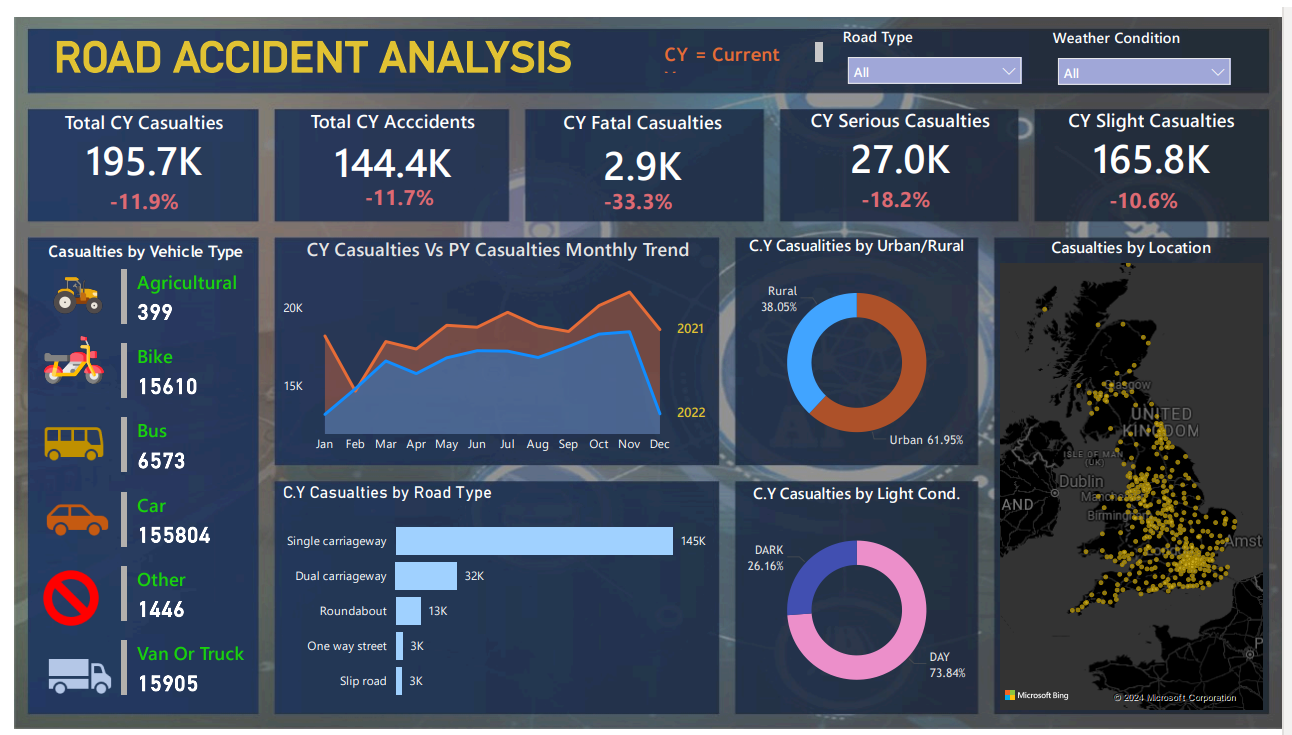 ROAD ACCIDENT ANALYSIS
CY = Current
Road Type
All
Weather Condition
All
Total CY Casualties
195.7K
-11.9%
Total CY Acccidents
144.4K
-11.7%
CY Fatal Casualties
2.9K
-33.3%
CY Serious Casualties
27.0K
-18.2%
CY Slight Casualties
165.8K
-10.6%
Casualties by Vehicle Type
Agricultural
399
Bike
15610
Bus
6573
Car
155804
Other
1446
Van Or Truck
15905
CY Casualties Vs PY Casualties Monthly Trend
20K
15K
2021
2022
Jan Feb Mar Apr May Jun Jul Aug Sep Oct Nov Dec
C.Y Casualties by Road Type
Single carriageway 145K
Dual carriageway 32K
Roundabout 13K
One way street 3K
Slip road 3K
C.Y Casualities by Urban/Rural
Rural
38.05%
Urban 61.95%
C.Y Casualties by Light Cond.
DARK
26.16%
DAY
73.84%
Casualties by Location
Glasgow
UNITED
KINGDOM
ISLE OF MAN
(UK)
Dublin
AND
Amst
P
Microsoft Bing
© 2024 Microsoft Corporation